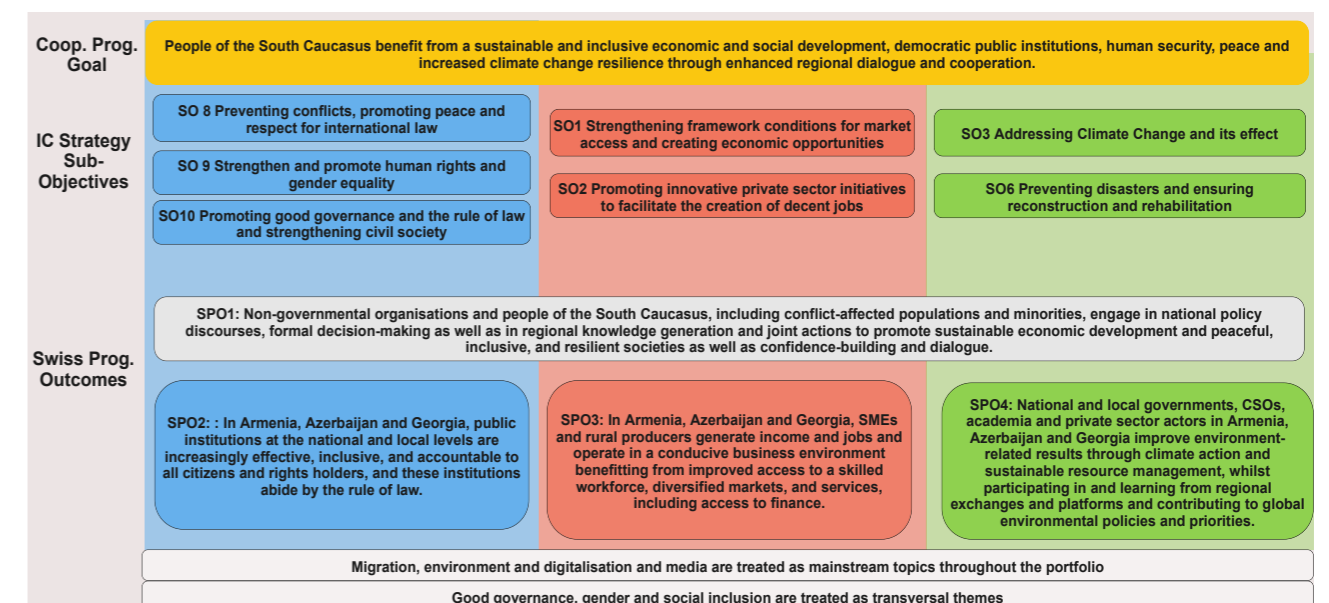 Coop. Prog.
Goal
People of the South Caucasus benefit from a sustainable and inclusive economic and social development, democratic public institutions, human security, peace and
increased climate change resilience through enhanced regional dialogue and cooperation.
IC Strategy
Sub-
Objectives
SO 8 Preventing conflicts, promoting peace and
respect for international law
SO 9 Strengthen and promote human rights and
gender equality
SO10 Promoting good governance and the rule of law
and strengthening civil society
SO1 Strengthening framework conditions for market
access and creating economic opportunities
SO2 Promoting innovative private sector initiatives
to facilitate the creation of decent jobs
SO3 Addressing Climate Change and its effect
SO6 Preventing disasters and ensuring
reconstruction and rehabilitation
Swiss Prog.
Outcomes
SPO1: Non-governmental organisations and people of the South Caucasus, including conflict-affected populations and minorities, engage in national policy
discourses, formal decision-making as well as in regional knowledge generation and joint actions to promote sustainable economic development and peaceful,
inclusive, and resilient societies as well as confidence-building and dialogue.
SPO2: : In Armenia, Azerbaijan and Georgia, public
institutions at the national and local levels are
increasingly effective, inclusive, and accountable to
all citizens and rights holders, and these institutions
abide by the rule of law.
SPO3: In Armenia, Azerbaijan and Georgia, SMEs
and rural producers generate income and jobs and
operate in a conducive business environment
benefitting from improved access to a skilled
workforce, diversified markets, and services,
including access to finance.
SPO4: National and local governments, CSOs,
academia and private sector actors in Armenia,
Azerbaijan and Georgia improve environment-
related results through climate action and
sustainable resource management, whilst
participating in and learning from regional
exchanges and platforms and contributing to global
environmental policies and priorities.
Migration, environment and digitalisation and media are treated as mainstream topics throughout the portfolio
Good governance, gender and social inclusion are treated as transversal themes